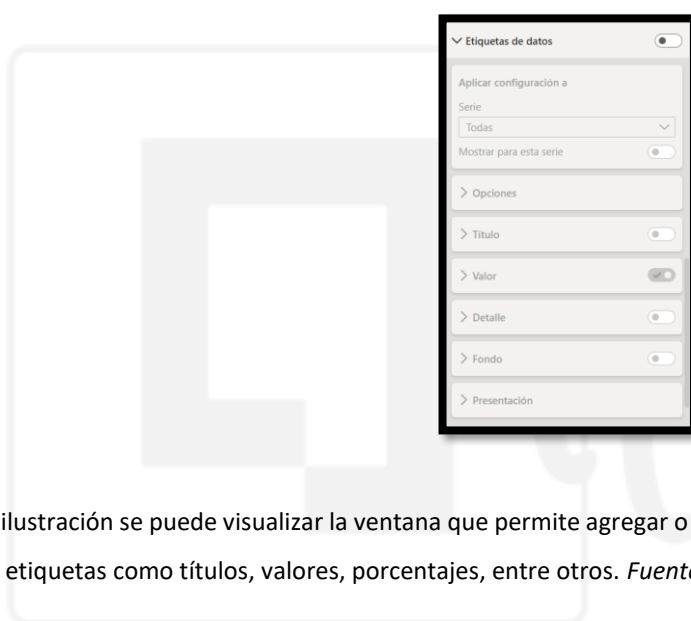 Etiquetas de datos
Aplicar configuración a
Serie
Todas
Mostrar para esta serie
Opciones
Título
Valor
Detalle
Fondo
Presentación
ilustración se puede visualizar la ventana que permite agregar o
etiquetas como títulos, valores, porcentajes, entre otros. Fuente